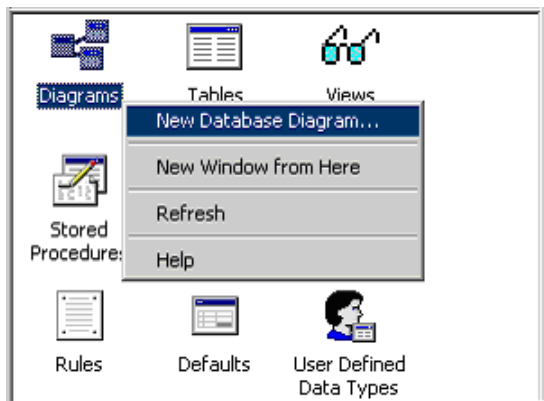 Diagrams
Tables
Views
New Database Diagram...
New Window from Here
Refresh
Help
Stored
Procedures
Rules
Defaults
User Defined
Data Types